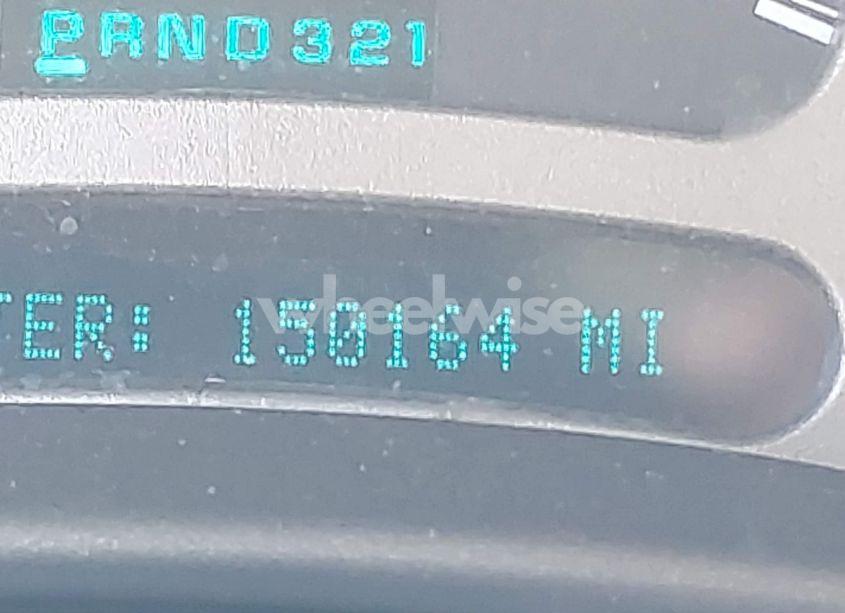 PRND321
TER: 150164 MI
wheelwise